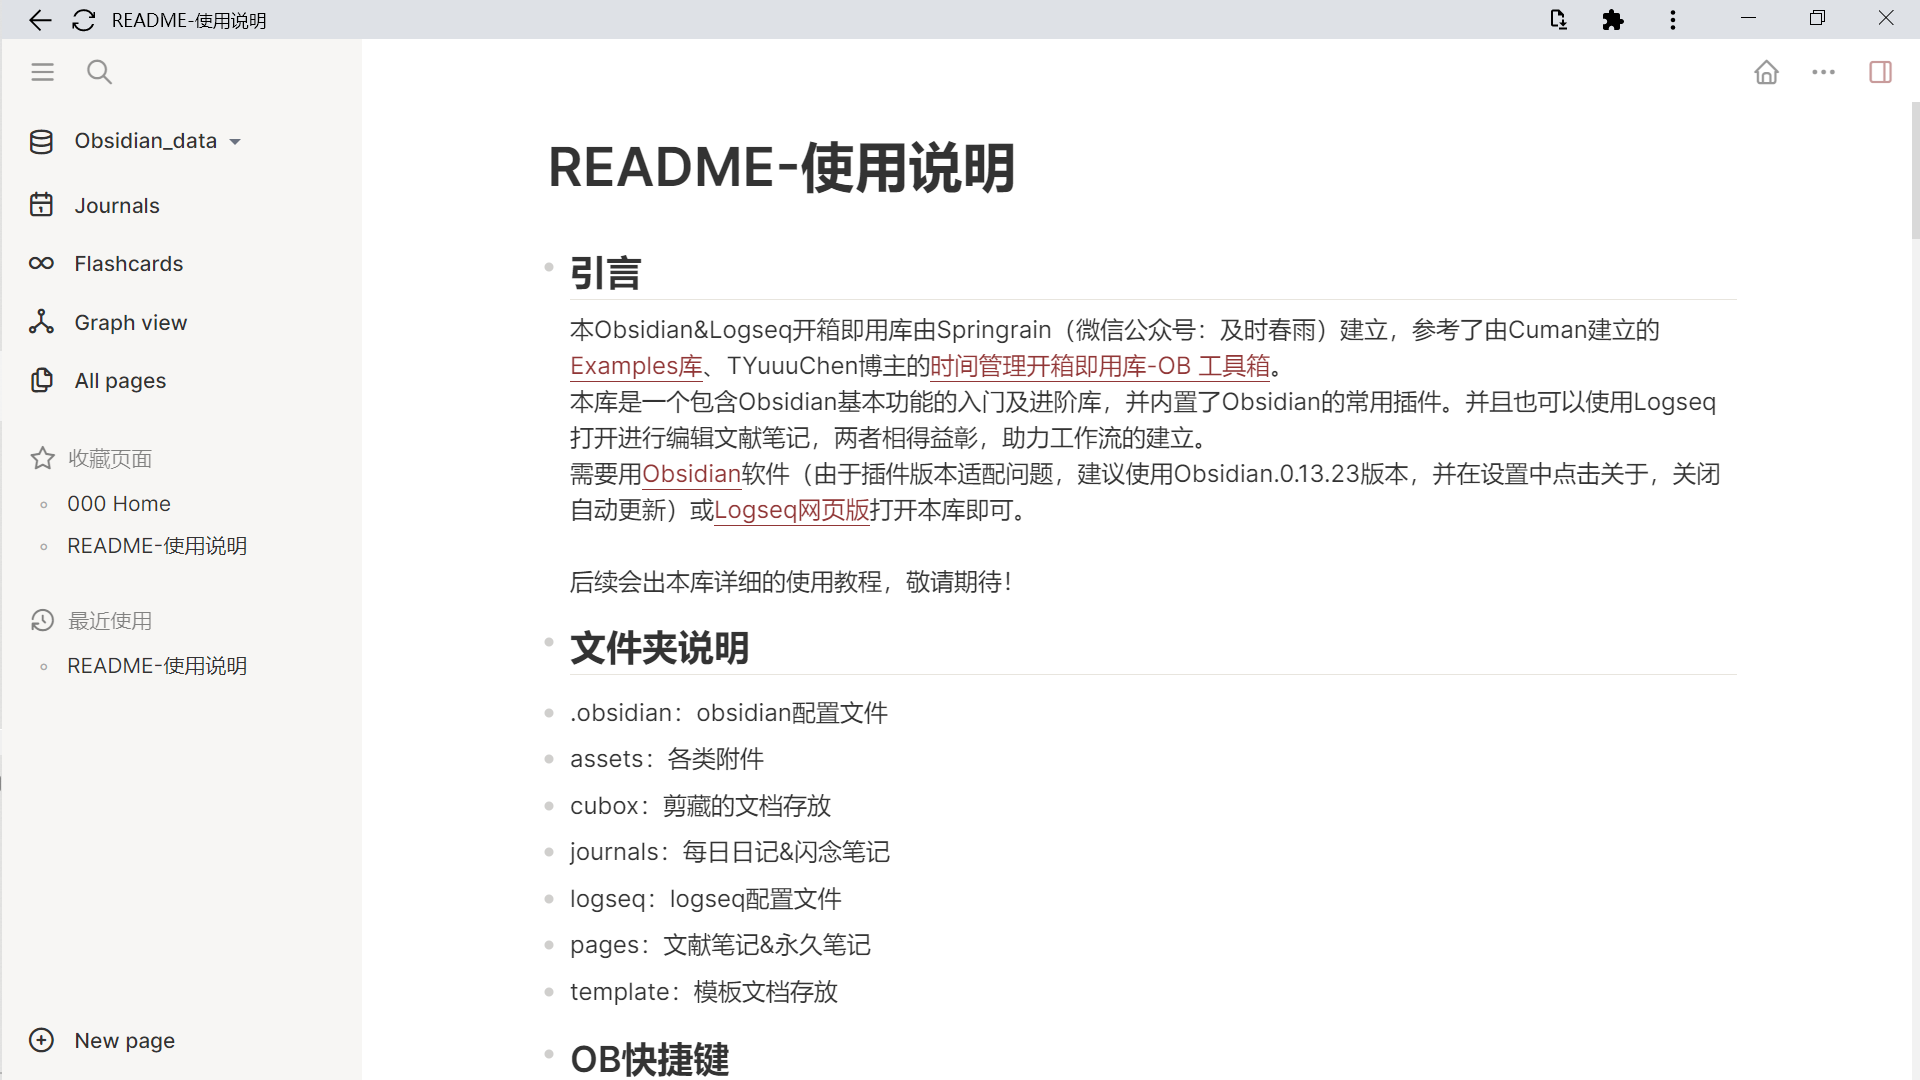 README-使用说明
Obsidian_data
Journals
Flashcards
Graph view
All pages
收藏页面
000 Home
README-使用说明
最近使用
README-使用说明
New page
README-使用说明
引言
本Obsidian&Logseq开箱即用库由Springrain（微信公众号：及时春雨）建立，参考了由Cuman建立的
Examples库、TYuuuChen博主的时间管理开箱即用库-OB 工具箱。
本库是一个包含Obsidian基本功能的入门及进阶库，并内置了Obsidian的常用插件。并且也可以使用Logseq
打开进行编辑文献笔记，两者相得益彰，助力工作流的建立。
需要用Obsidian软件（由于插件版本适配问题，建议使用Obsidian.0.13.23版本，并在设置中点击关于，关闭
自动更新）或Logseq网页版打开本库即可。
后续会出本库详细的使用教程，敬请期待！
文件夹说明
.obsidian：obsidian配置文件
assets：各类附件
cubox：剪藏的文档存放
journals：每日日记&闪念笔记
logseq：logseq配置文件
pages：文献笔记&永久笔记
template：模板文档存放
OB快捷键